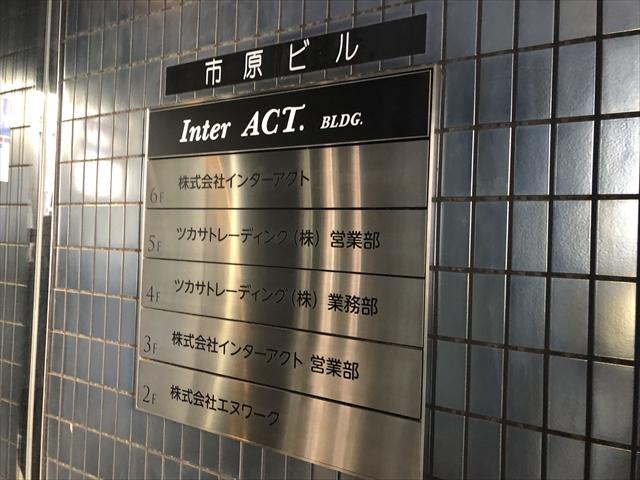 市原ビル
Inter ACT. BLDG.
6F 株式会社インターアクト
5F ツカサトレーディング(株) 営業部
4F ツカサトレーディング(株) 業務部
3F 株式会社インターアクト 営業部
2F 株式会社エヌワーク